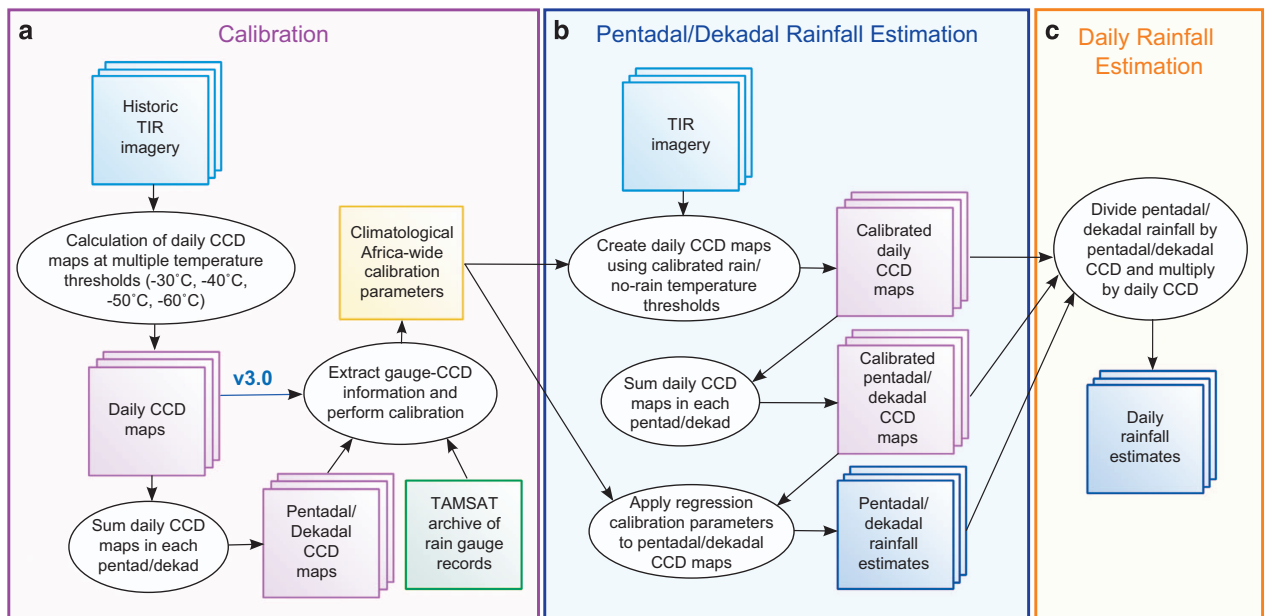 a
Calibration
Historic
TIR
imagery
Calculation of daily CCD
maps at multiple temperature
thresholds (-30˚C, -40˚C,
-50˚C, -60˚C)
Daily CCD
maps
v3.0
Sum daily CCD
maps in each
pentad/dekad
Pentadal/
Dekadal
CCD
maps
TAMSAT
archive of
rain gauge
records
Extract gauge-CCD
information and
perform calibration
Climatological
Africa-wide
calibration
parameters
b
Pentadal/Dekadal Rainfall Estimation
TIR
imagery
Create daily CCD maps
using calibrated rain/
no-rain temperature
thresholds
Calibrated
daily
CCD
maps
Sum daily CCD
maps in each
pentad/dekad
Calibrated
pentadal/
dekadal
CCD
maps
Apply regression
calibration parameters
to pentadal/dekadal
CCD maps
Pentadal/
dekadal
rainfall
estimates
c
Daily Rainfall
Estimation
Divide pentadal/
dekadal rainfall by
pentadal/dekadal
CCD and multiply
by daily CCD
Daily
rainfall
estimates